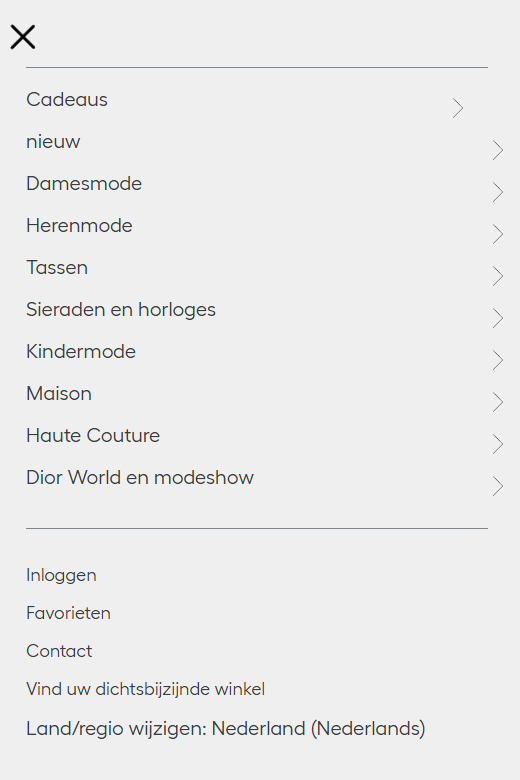 Cadeaus
nieuw
Damesmode
Herenmode
Tassen
Sieraden en horloges
Kindermode
Maison
Haute Couture
Dior World en modeshow
Inloggen
Favorieten
Contact
Vind uw dichtsbijzijnde winkel
Land/regio wijzigen: Nederland (Nederlands)